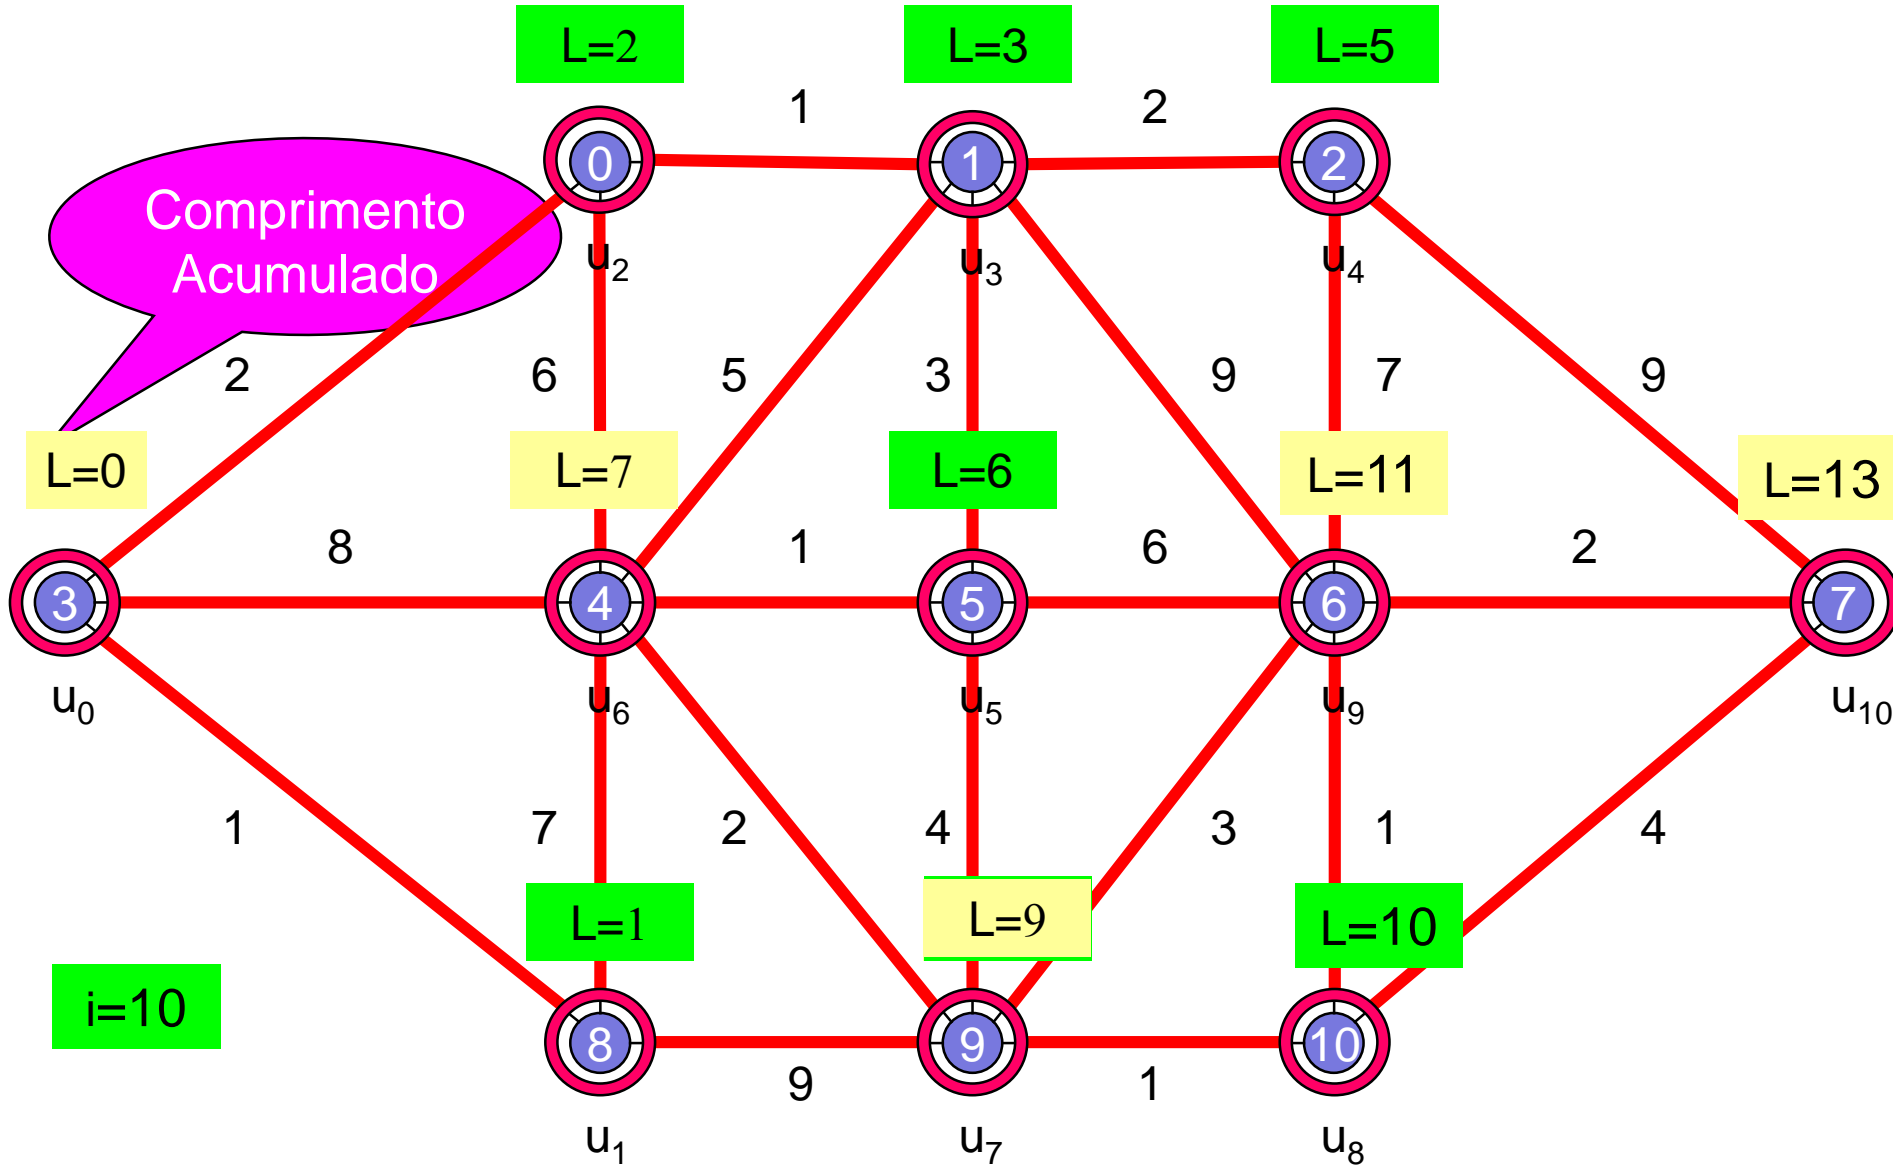 L=2 L=3 L=5
1 2
0 1 2
Comprimento
Acumulado
u2 u3 u4
2 6 5 3 9 7 9
L=0 L=7 L=6 L=11 L=13
8 1 6 2
3 4 5 6 7
u0 u6 u5 u9 u10
1 7 2 4 3 1 4
L=1 L=9 L=10
i=10
8 9 10
9 1
u1 u7 u8